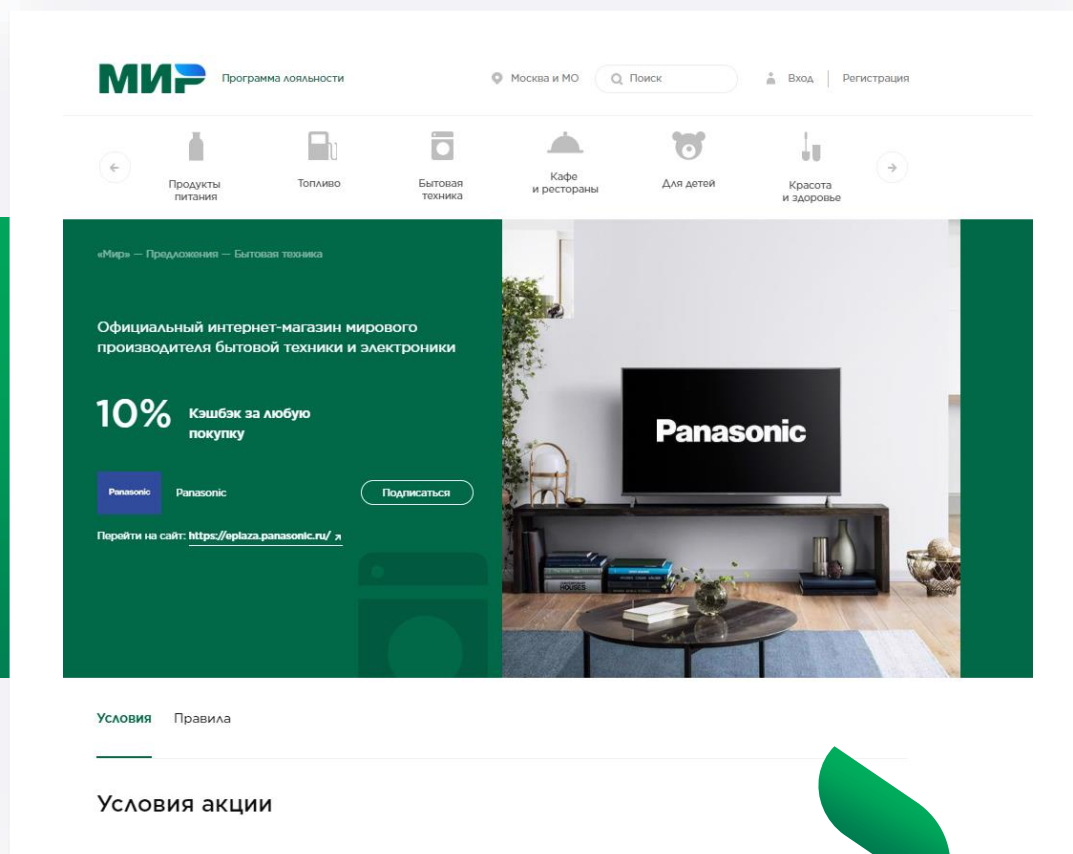 МИР
Программа лояльности
Москва и МО
Поиск
Вход
Регистрация
Продукты
питания
Топливо
Бытовая
техника
Кафе
и рестораны
Для детей
Красота
и здоровье
«Мир» — Предложения — Бытовая техника
Официальный интернет-магазин мирового
производителя бытовой техники и электроники
10%
Кэшбэк за любую
покупку
Panasonic
Panasonic
Подписаться
Перейти на сайт: https://eplaza.panasonic.ru/
Panasonic
HOUSES
Условия
Правила
Условия акции